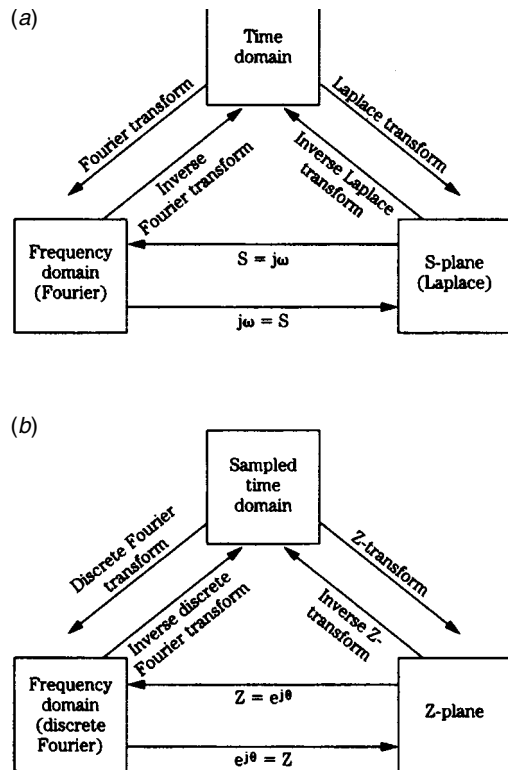 (a)
Time
domain
Fourier transform
Inverse
Fourier transform
Laplace transform
Inverse Laplace
transform
Frequency
domain
(Fourier)
S = jω
jω = S
S-plane
(Laplace)
(b)
Sampled
time
domain
Discrete Fourier
transform
Inverse discrete
Fourier transform
Z-transform
Inverse Z-
transform
Frequency
domain
(discrete
Fourier)
Z = e^jθ
e^jθ = Z
Z-plane